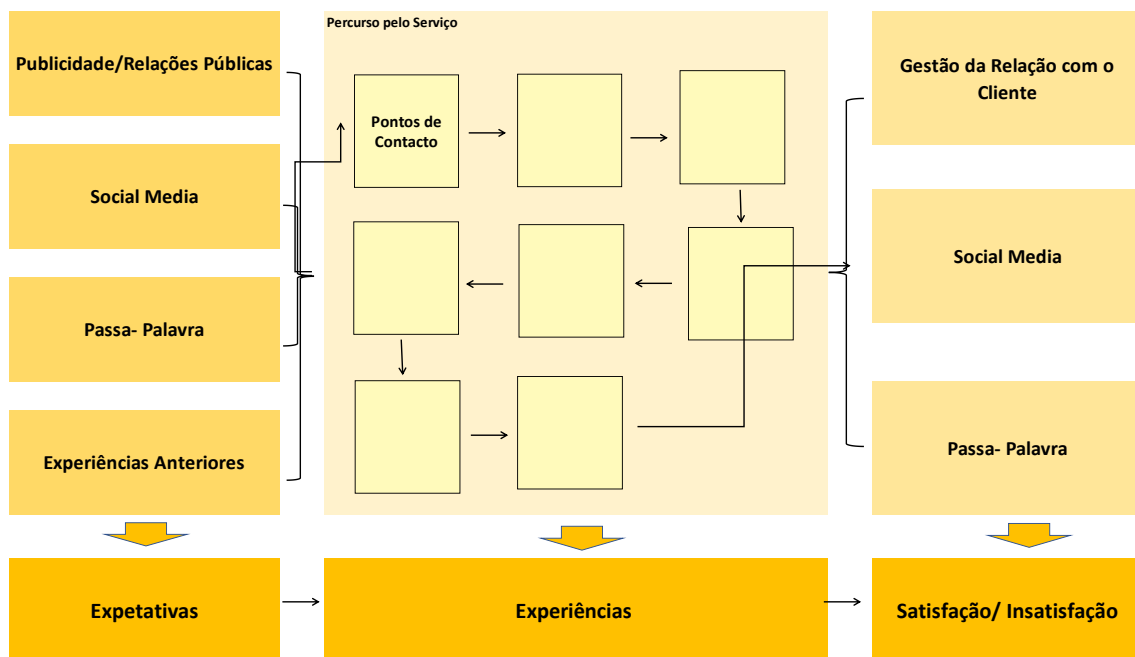 Percurso pelo Serviço
Publicidade/Relações Públicas
Social Media
Passa- Palavra
Experiências Anteriores
Pontos de
Contacto
Gestão da Relação com o
Cliente
Social Media
Passa- Palavra
Expetativas
Experiências
Satisfação/ Insatisfação